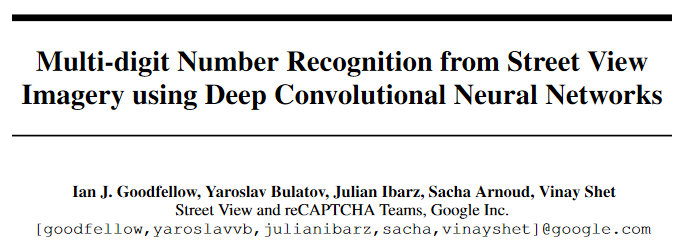 Multi-digit Number Recognition from Street View
Imagery using Deep Convolutional Neural Networks
Ian J. Goodfellow, Yaroslav Bulatov, Julian Ibarz, Sacha Arnoud, Vinay Shet
Street View and reCAPTCHA Teams, Google Inc.
[goodfellow,yaroslavvb,julianibarz,sacha,vinayshet]@google.com